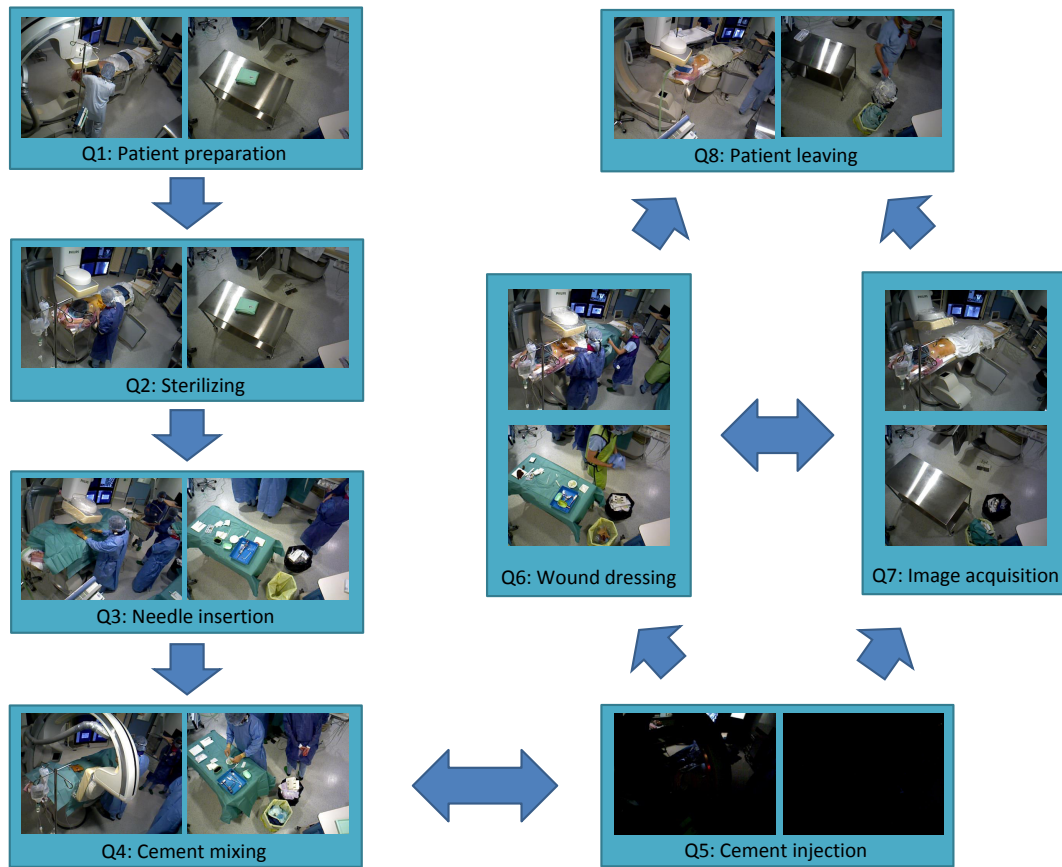 Q1: Patient preparation
Q2: Sterilizing
Q3: Needle insertion
Q4: Cement mixing
Q5: Cement injection
Q6: Wound dressing
Q7: Image acquisition
Q8: Patient leaving